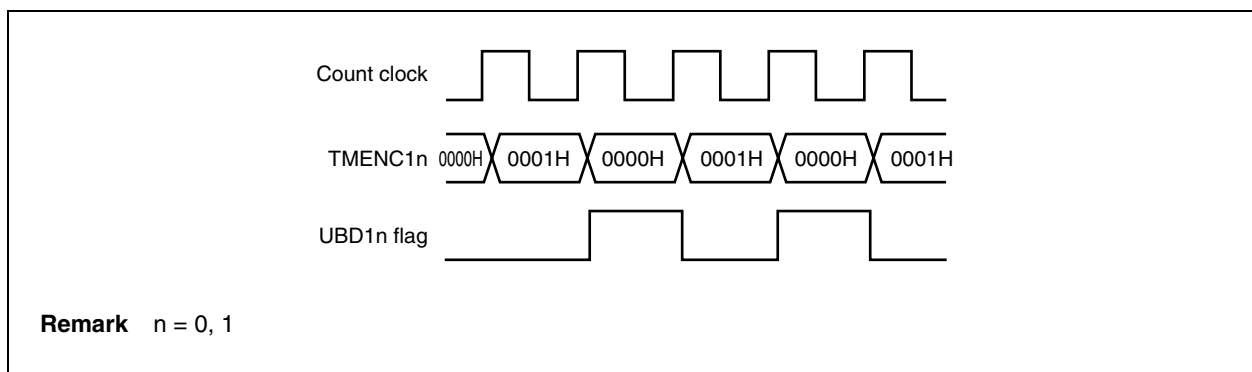 Count clock
TMENC1n 0000H 0001H 0000H 0001H 0000H 0001H
UBD1n flag
Remark n = 0, 1